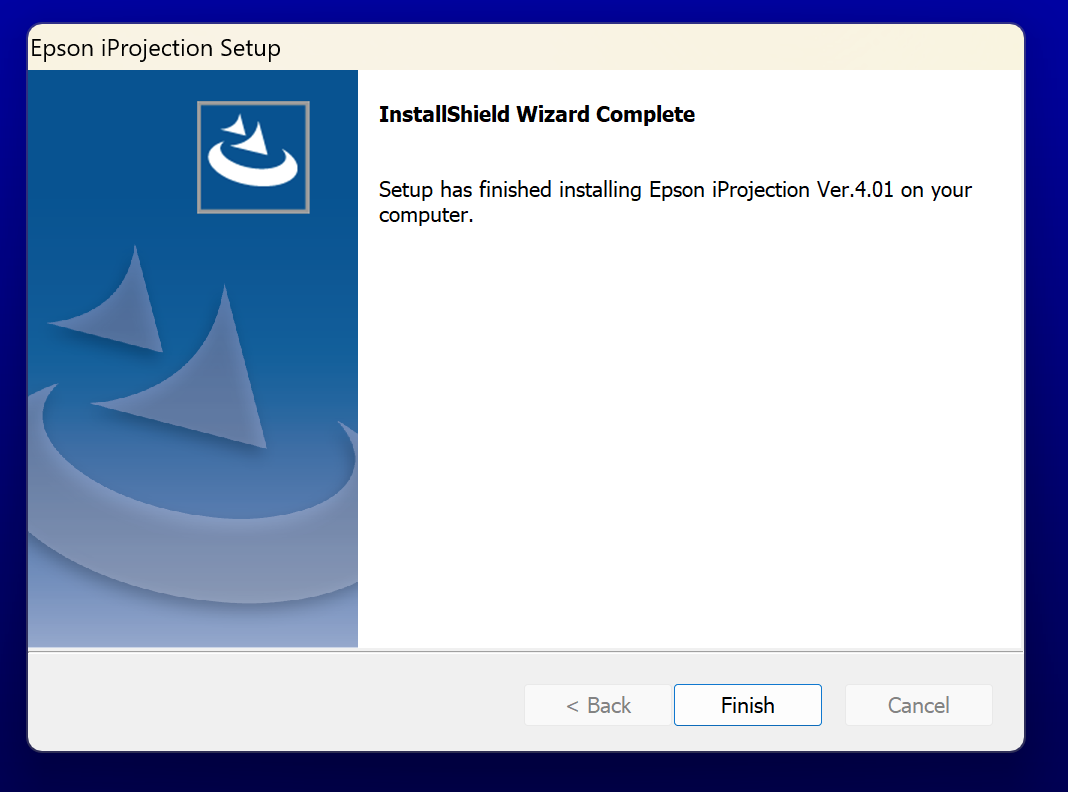 Epson iProjection Setup
InstallShield Wizard Complete
Setup has finished installing Epson iProjection Ver.4.01 on your
computer.
< Back
Finish
Cancel